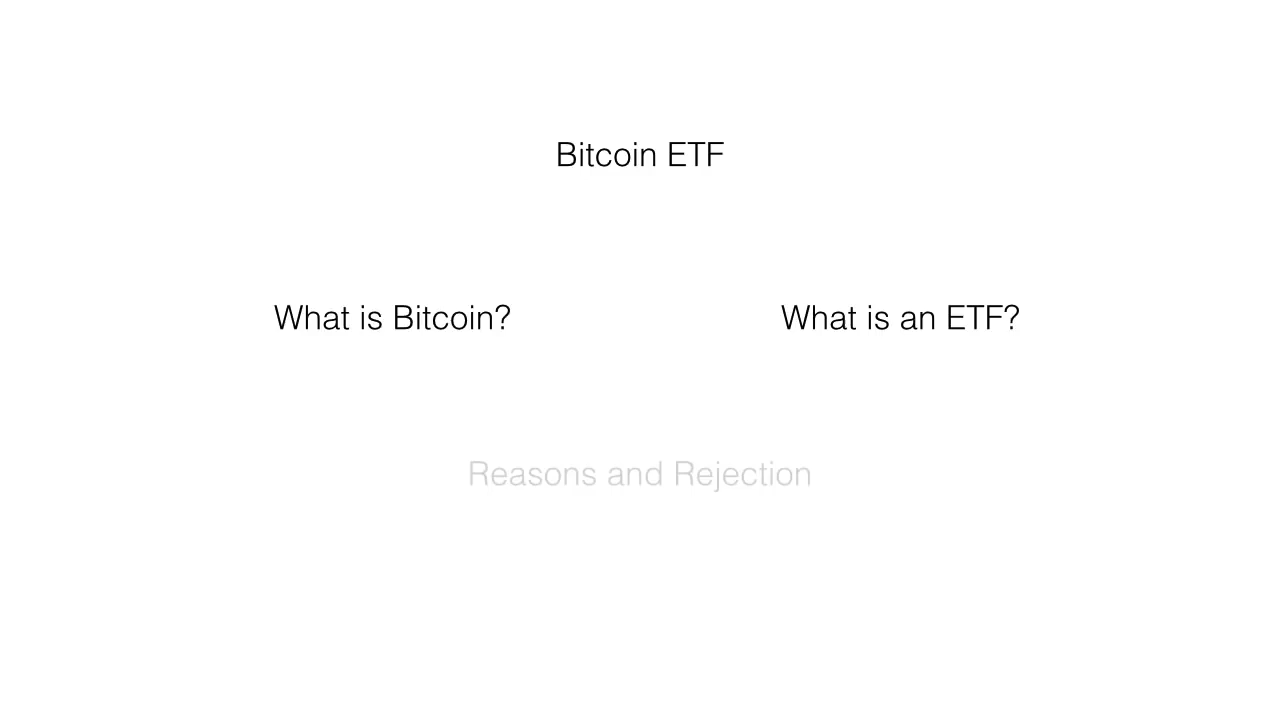 Bitcoin ETF
What is Bitcoin?
What is an ETF?
Reasons and Rejection